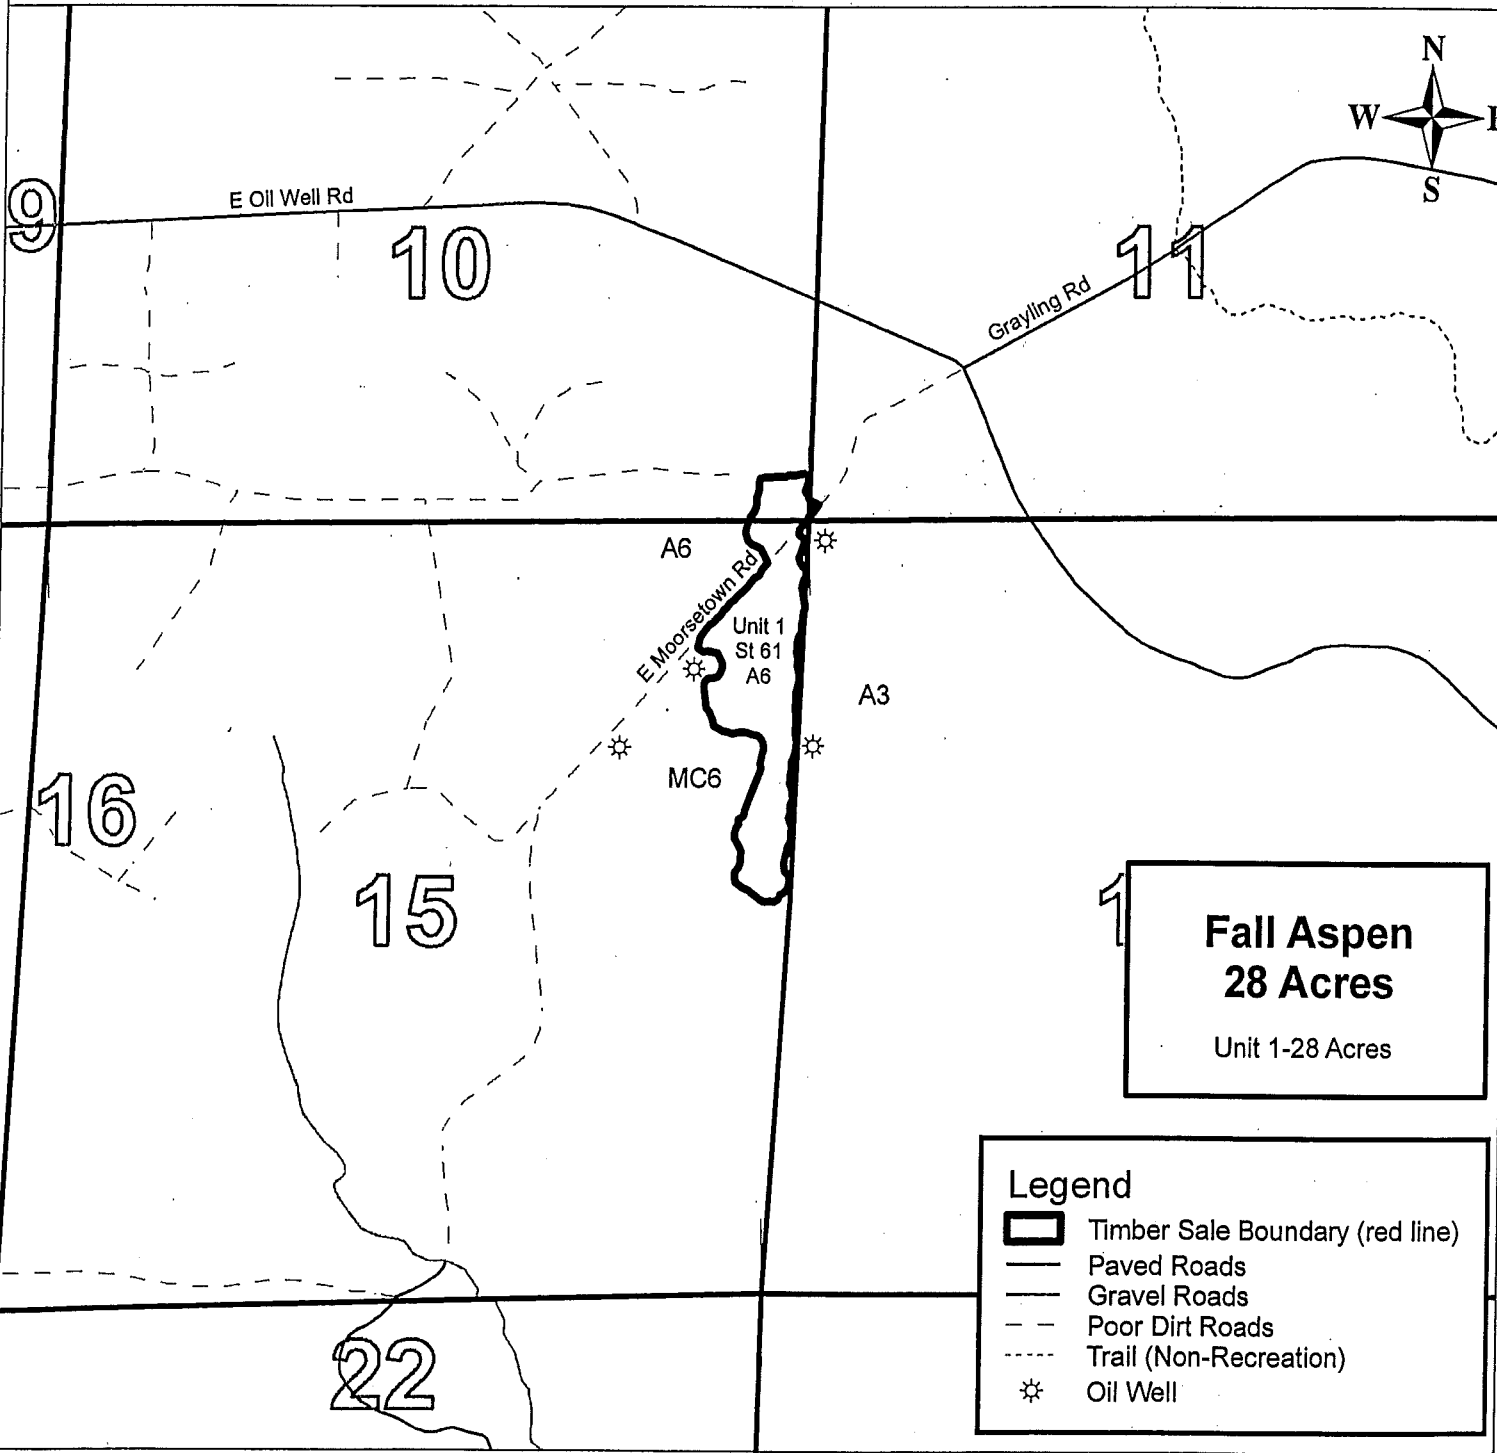 N
W
S
9
E Oil Well Rd
10
11
Grayling Rd
A6
E Moorsetown Rd
Unit 1
St 61
A6
A3
MC6
16
15
1
Fall Aspen
28 Acres
Unit 1-28 Acres
Legend
Timber Sale Boundary (red line)
Paved Roads
Gravel Roads
Poor Dirt Roads
Trail (Non-Recreation)
Oil Well
22